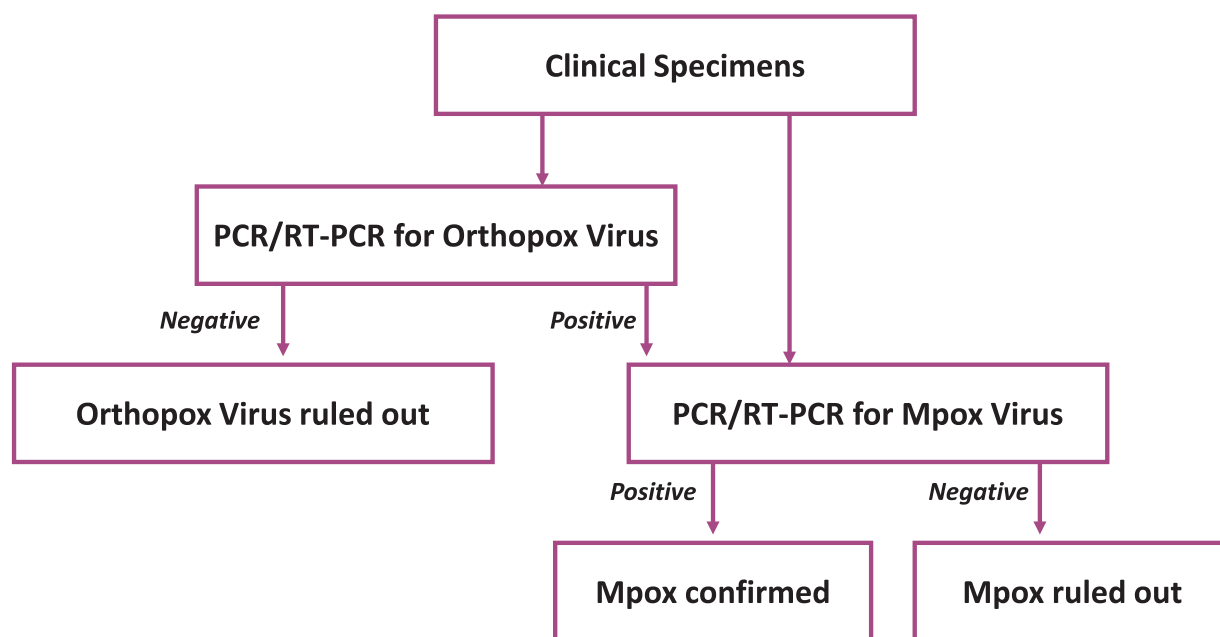 Clinical Specimens
PCR/RT-PCR for Orthopox Virus
Negative
Positive
Orthopox Virus ruled out
PCR/RT-PCR for Mpox Virus
Positive
Negative
Mpox confirmed
Mpox ruled out